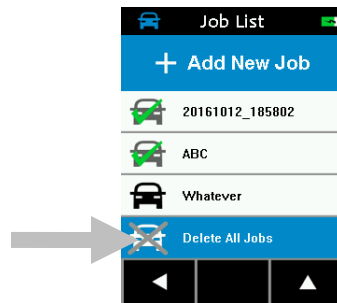 Job List
+ Add New Job
20161012_185802
ABC
Whatever
Delete All Jobs